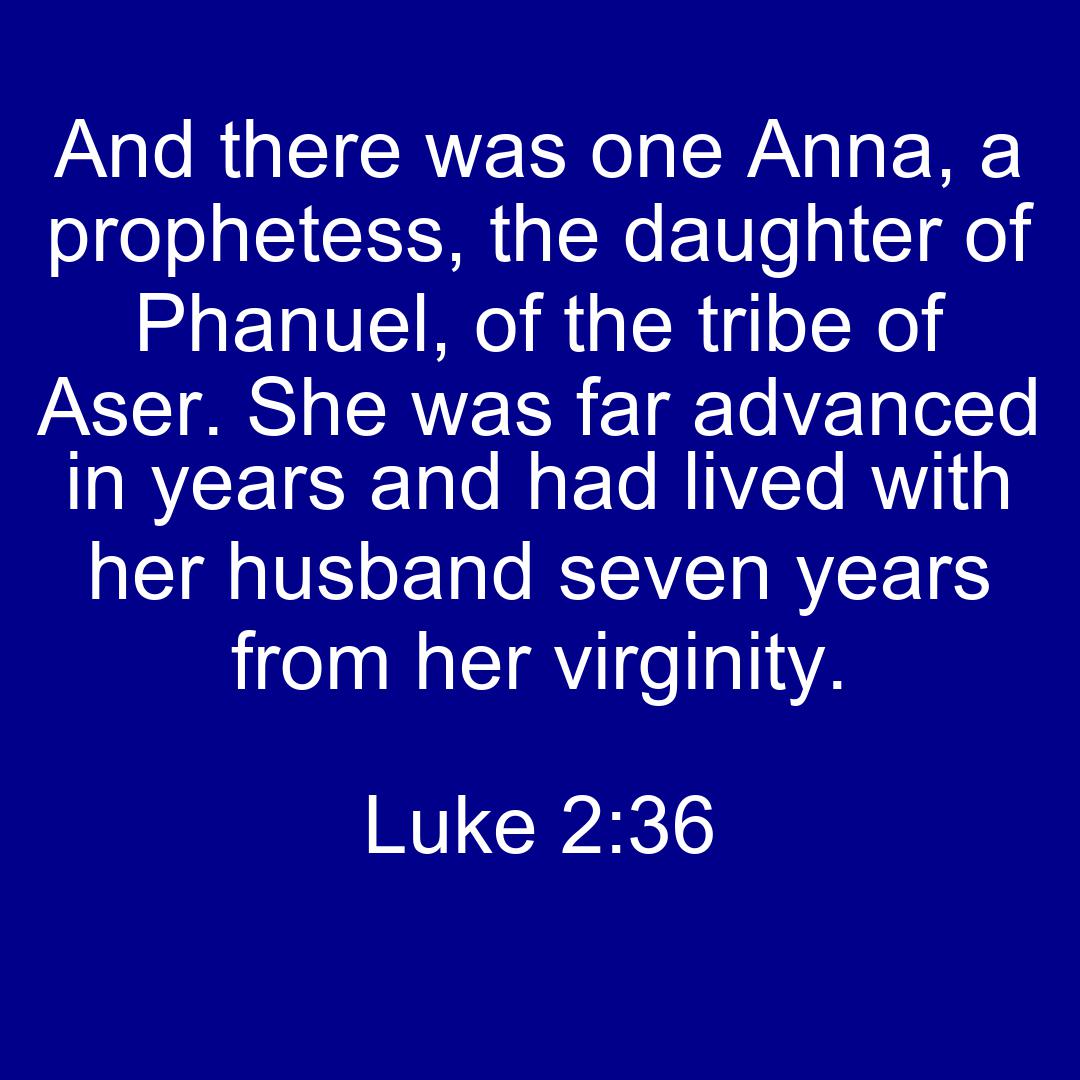 And there was one Anna, a
prophetess, the daughter of
Phanuel, of the tribe of
Aser. She was far advanced
in years and had lived with
her husband seven years
from her virginity.
Luke 2:36